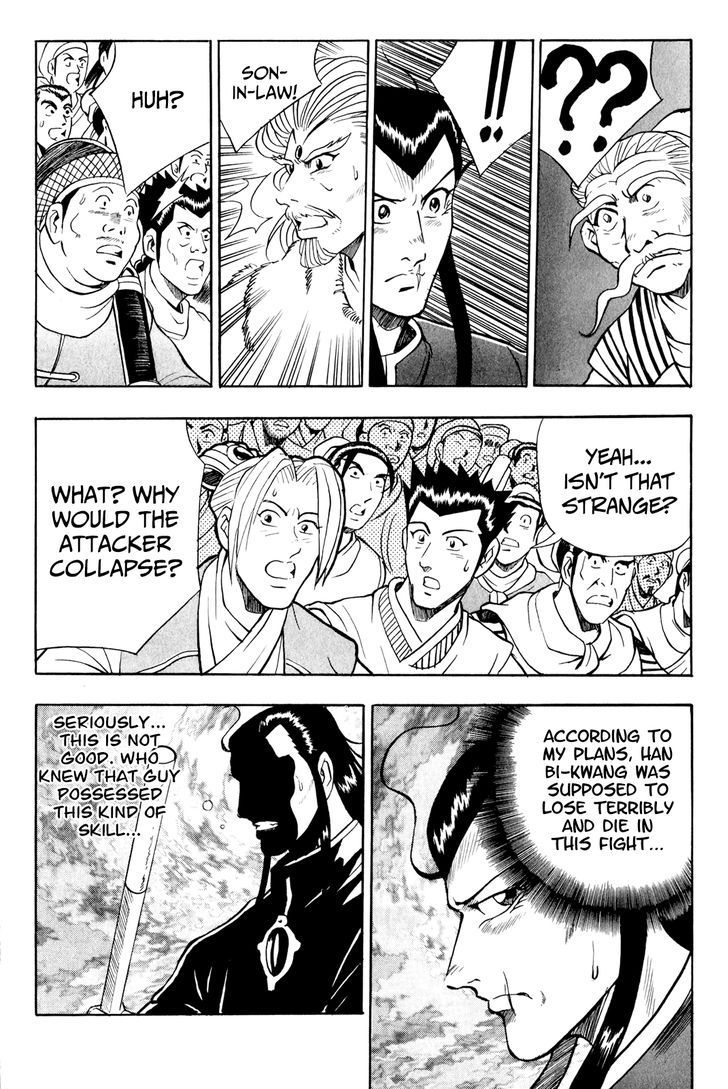 HUH?
SON-
IN-LAW!
!!
??
WHAT? WHY
WOULD THE
ATTACKER
COLLAPSE?
YEAH...
ISN'T THAT
STRANGE?
SERIOUSLY...
THIS IS NOT
GOOD. WHO
KNEW THAT GUY
POSSESSED
THIS KIND OF
SKILL...
ACCORDING TO
MY PLANS, HAN
BI-KWANG WAS
SUPPOSED TO
LOSE TERRIBLY
AND DIE IN
THIS FIGHT...